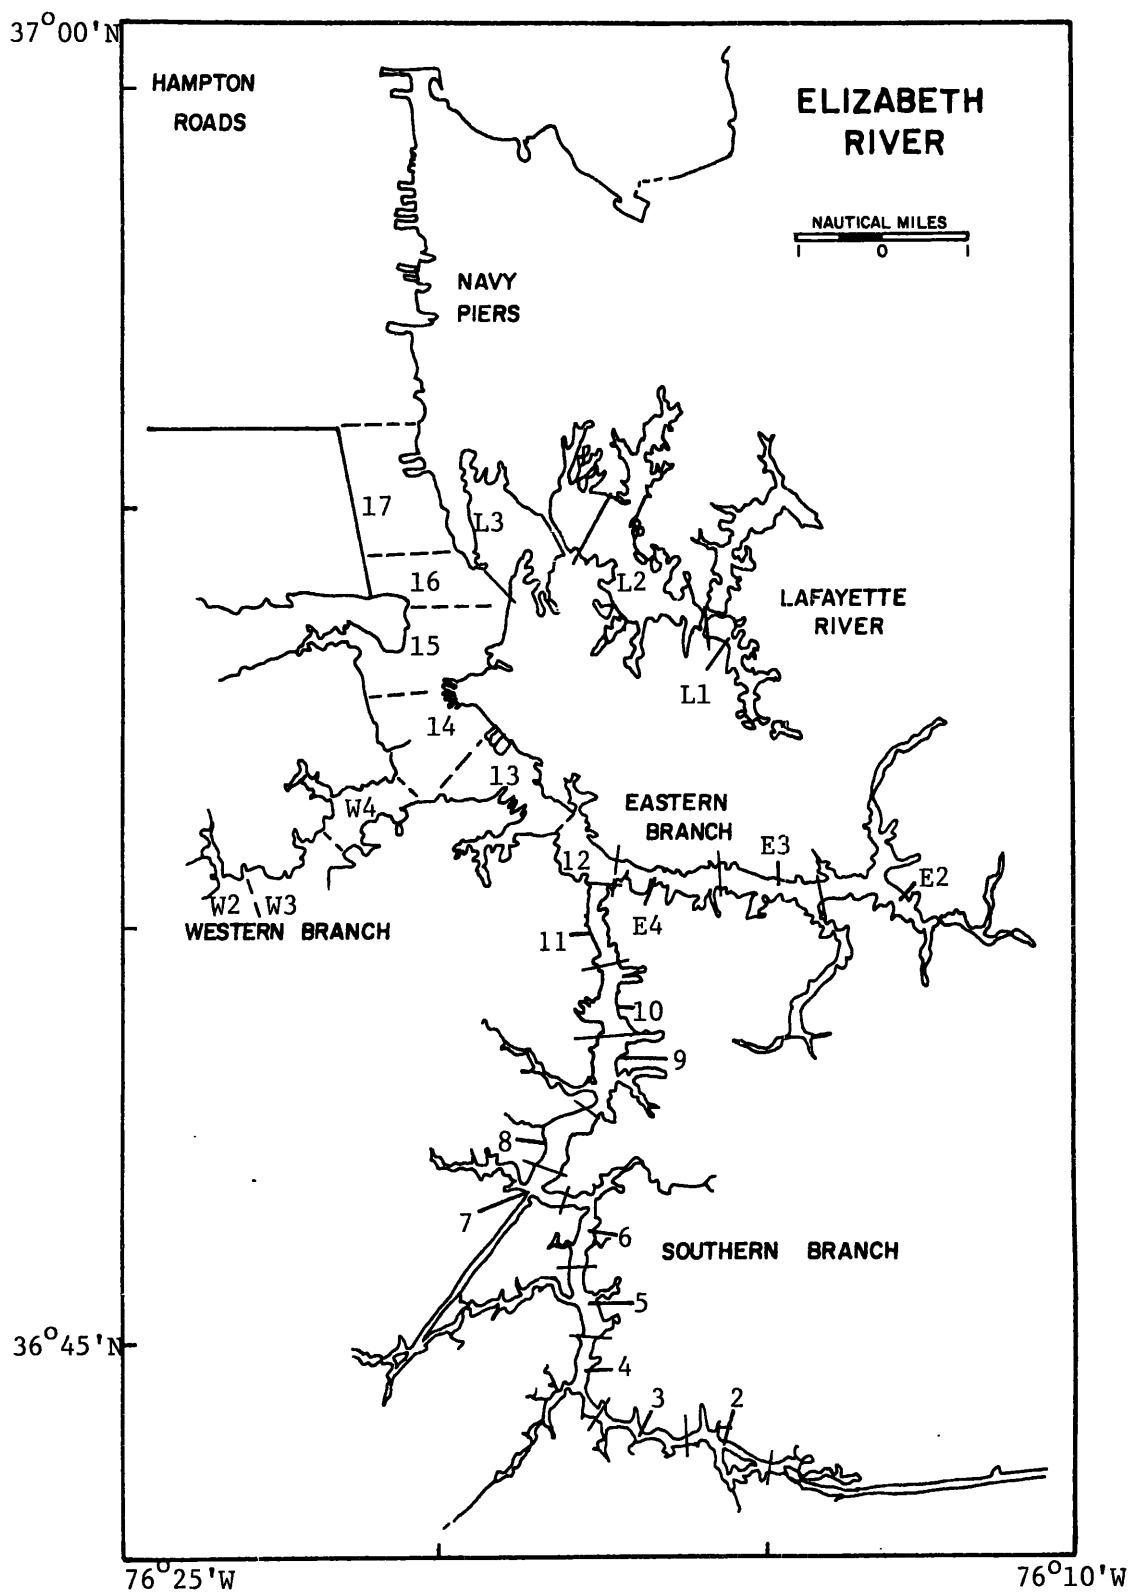 37°00'N
HAMPTON
ROADS
ELIZABETH
RIVER
NAUTICAL MILES
1 0 1
NAVY
PIERS
17
L3
16
L2
LAFAYETTE
RIVER
15
L1
14
13
W4
EASTERN
BRANCH
E3
12
E2
W2
W3
WESTERN BRANCH
E4
11
10
9
8
7
6
SOUTHERN BRANCH
5
36°45'N
4
3
2
76°25'W
76°10'W